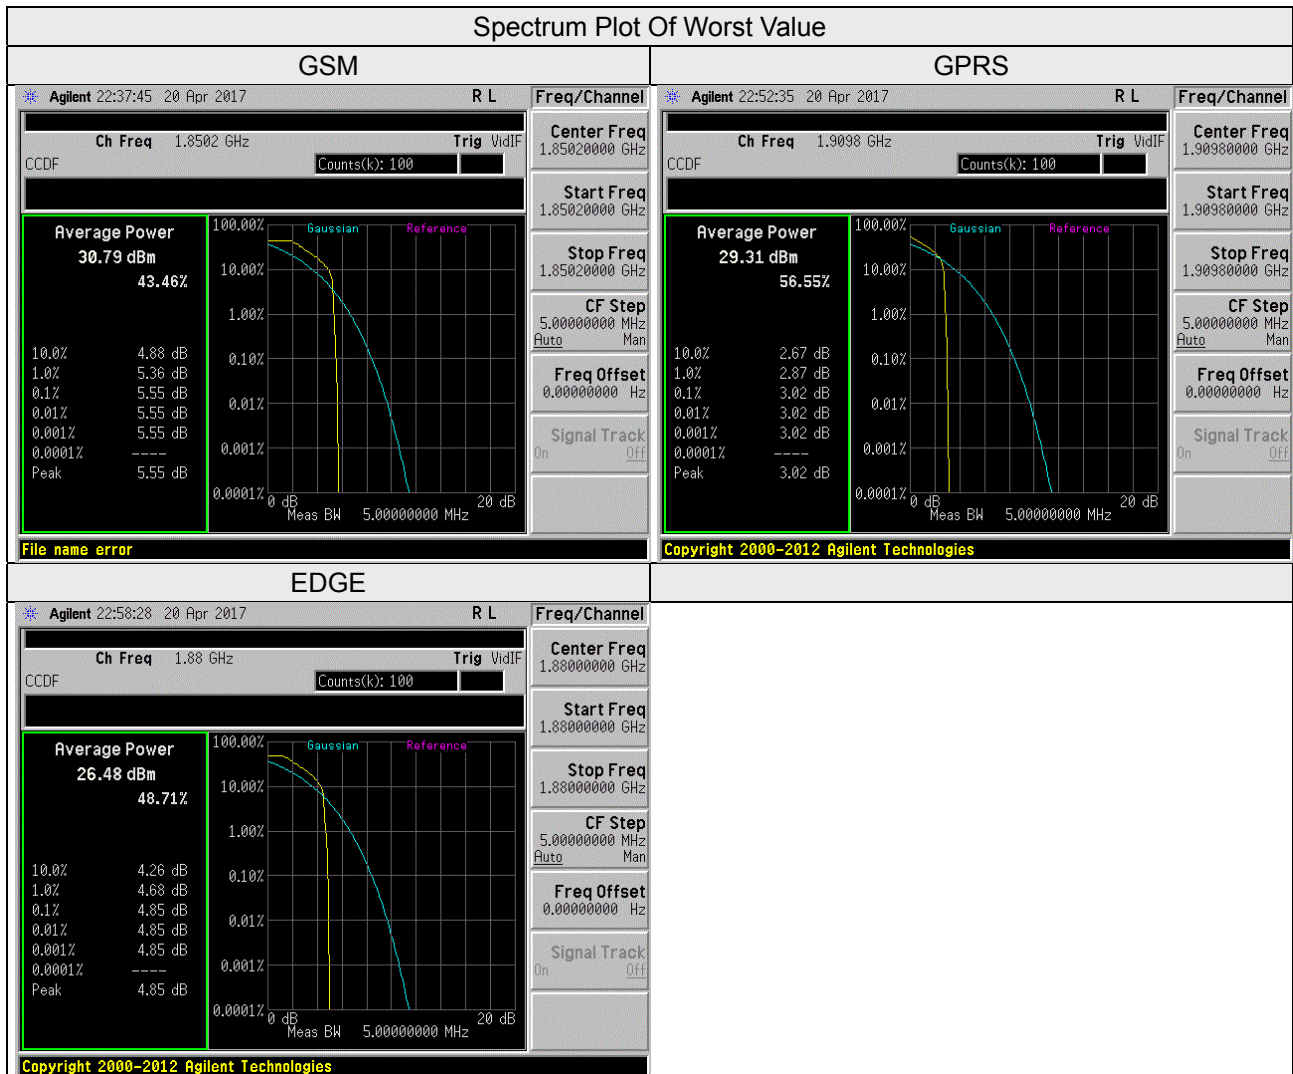 Spectrum Plot Of Worst Value
GSM
Agilent 22:37:45 20 Apr 2017 R L
Freq/Channel
Ch Freq 1.8502 GHz Trig VidIF
CCDF Counts(k): 100
Average Power
30.79 dBm
43.46%
10.0% 4.88 dB
1.0% 5.36 dB
0.1% 5.55 dB
0.01% 5.55 dB
0.001% 5.55 dB
0.0001% ----
Peak 5.55 dB
100.00%
Gaussian Reference
10.00%
1.00%
0.10%
0.01%
0.001%
0.0001%
0 dB 20 dB
Meas BW 5.00000000 MHz
Center Freq
1.85020000 GHz
Start Freq
1.85020000 GHz
Stop Freq
1.85020000 GHz
CF Step
5.00000000 MHz
Auto Man
Freq Offset
0.00000000 Hz
Signal Track
On Off
File name error
GPRS
Agilent 22:52:35 20 Apr 2017 R L
Freq/Channel
Ch Freq 1.9098 GHz Trig VidIF
CCDF Counts(k): 100
Average Power
29.31 dBm
56.55%
10.0% 2.67 dB
1.0% 2.87 dB
0.1% 3.02 dB
0.01% 3.02 dB
0.001% 3.02 dB
0.0001% ----
Peak 3.02 dB
100.00%
Gaussian Reference
10.00%
1.00%
0.10%
0.01%
0.001%
0.0001%
0 dB 20 dB
Meas BW 5.00000000 MHz
Center Freq
1.90980000 GHz
Start Freq
1.90980000 GHz
Stop Freq
1.90980000 GHz
CF Step
5.00000000 MHz
Auto Man
Freq Offset
0.00000000 Hz
Signal Track
On Off
Copyright 2000-2012 Agilent Technologies
EDGE
Agilent 22:58:28 20 Apr 2017 R L
Freq/Channel
Ch Freq 1.88 GHz Trig VidIF
CCDF Counts(k): 100
Average Power
26.48 dBm
48.71%
10.0% 4.26 dB
1.0% 4.68 dB
0.1% 4.85 dB
0.01% 4.85 dB
0.001% 4.85 dB
0.0001% ----
Peak 4.85 dB
100.00%
Gaussian Reference
10.00%
1.00%
0.10%
0.01%
0.001%
0.0001%
0 dB 20 dB
Meas BW 5.00000000 MHz
Center Freq
1.88000000 GHz
Start Freq
1.88000000 GHz
Stop Freq
1.88000000 GHz
CF Step
5.00000000 MHz
Auto Man
Freq Offset
0.00000000 Hz
Signal Track
On Off
Copyright 2000-2012 Agilent Technologies